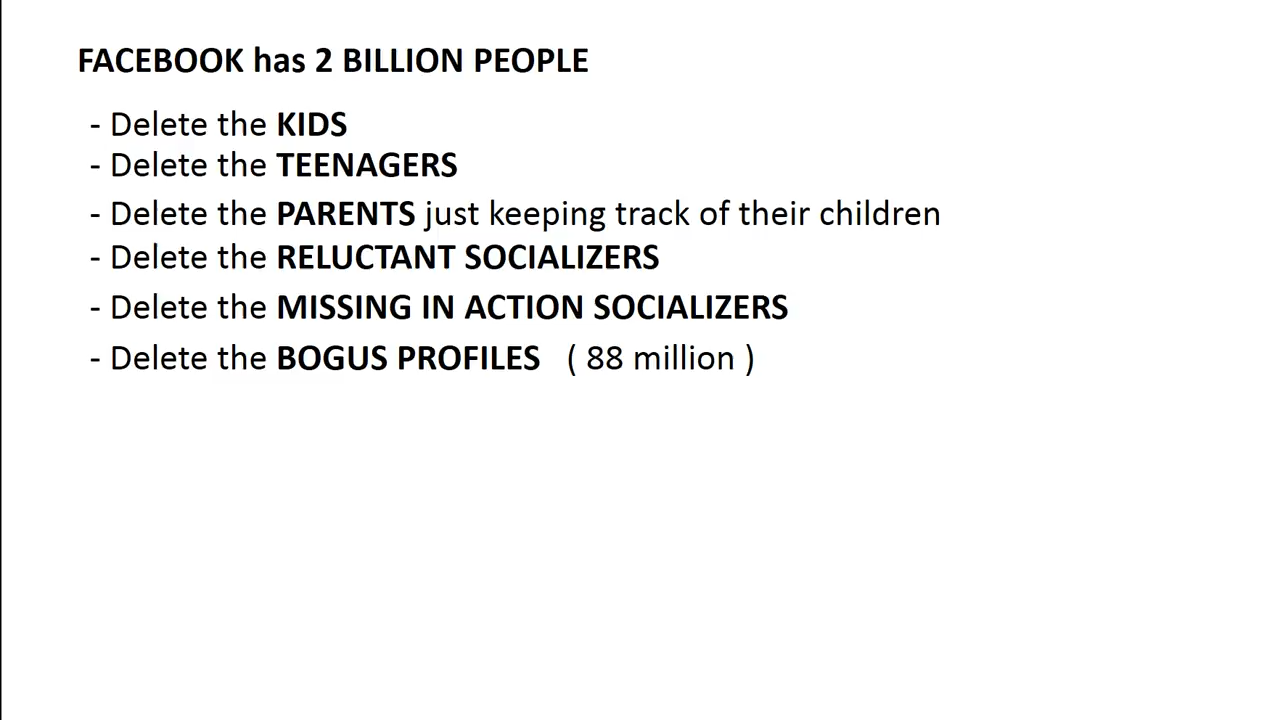 FACEBOOK has 2 BILLION PEOPLE
- Delete the KIDS
- Delete the TEENAGERS
- Delete the PARENTS just keeping track of their children
- Delete the RELUCTANT SOCIALIZERS
- Delete the MISSING IN ACTION SOCIALIZERS
- Delete the BOGUS PROFILES ( 88 million )